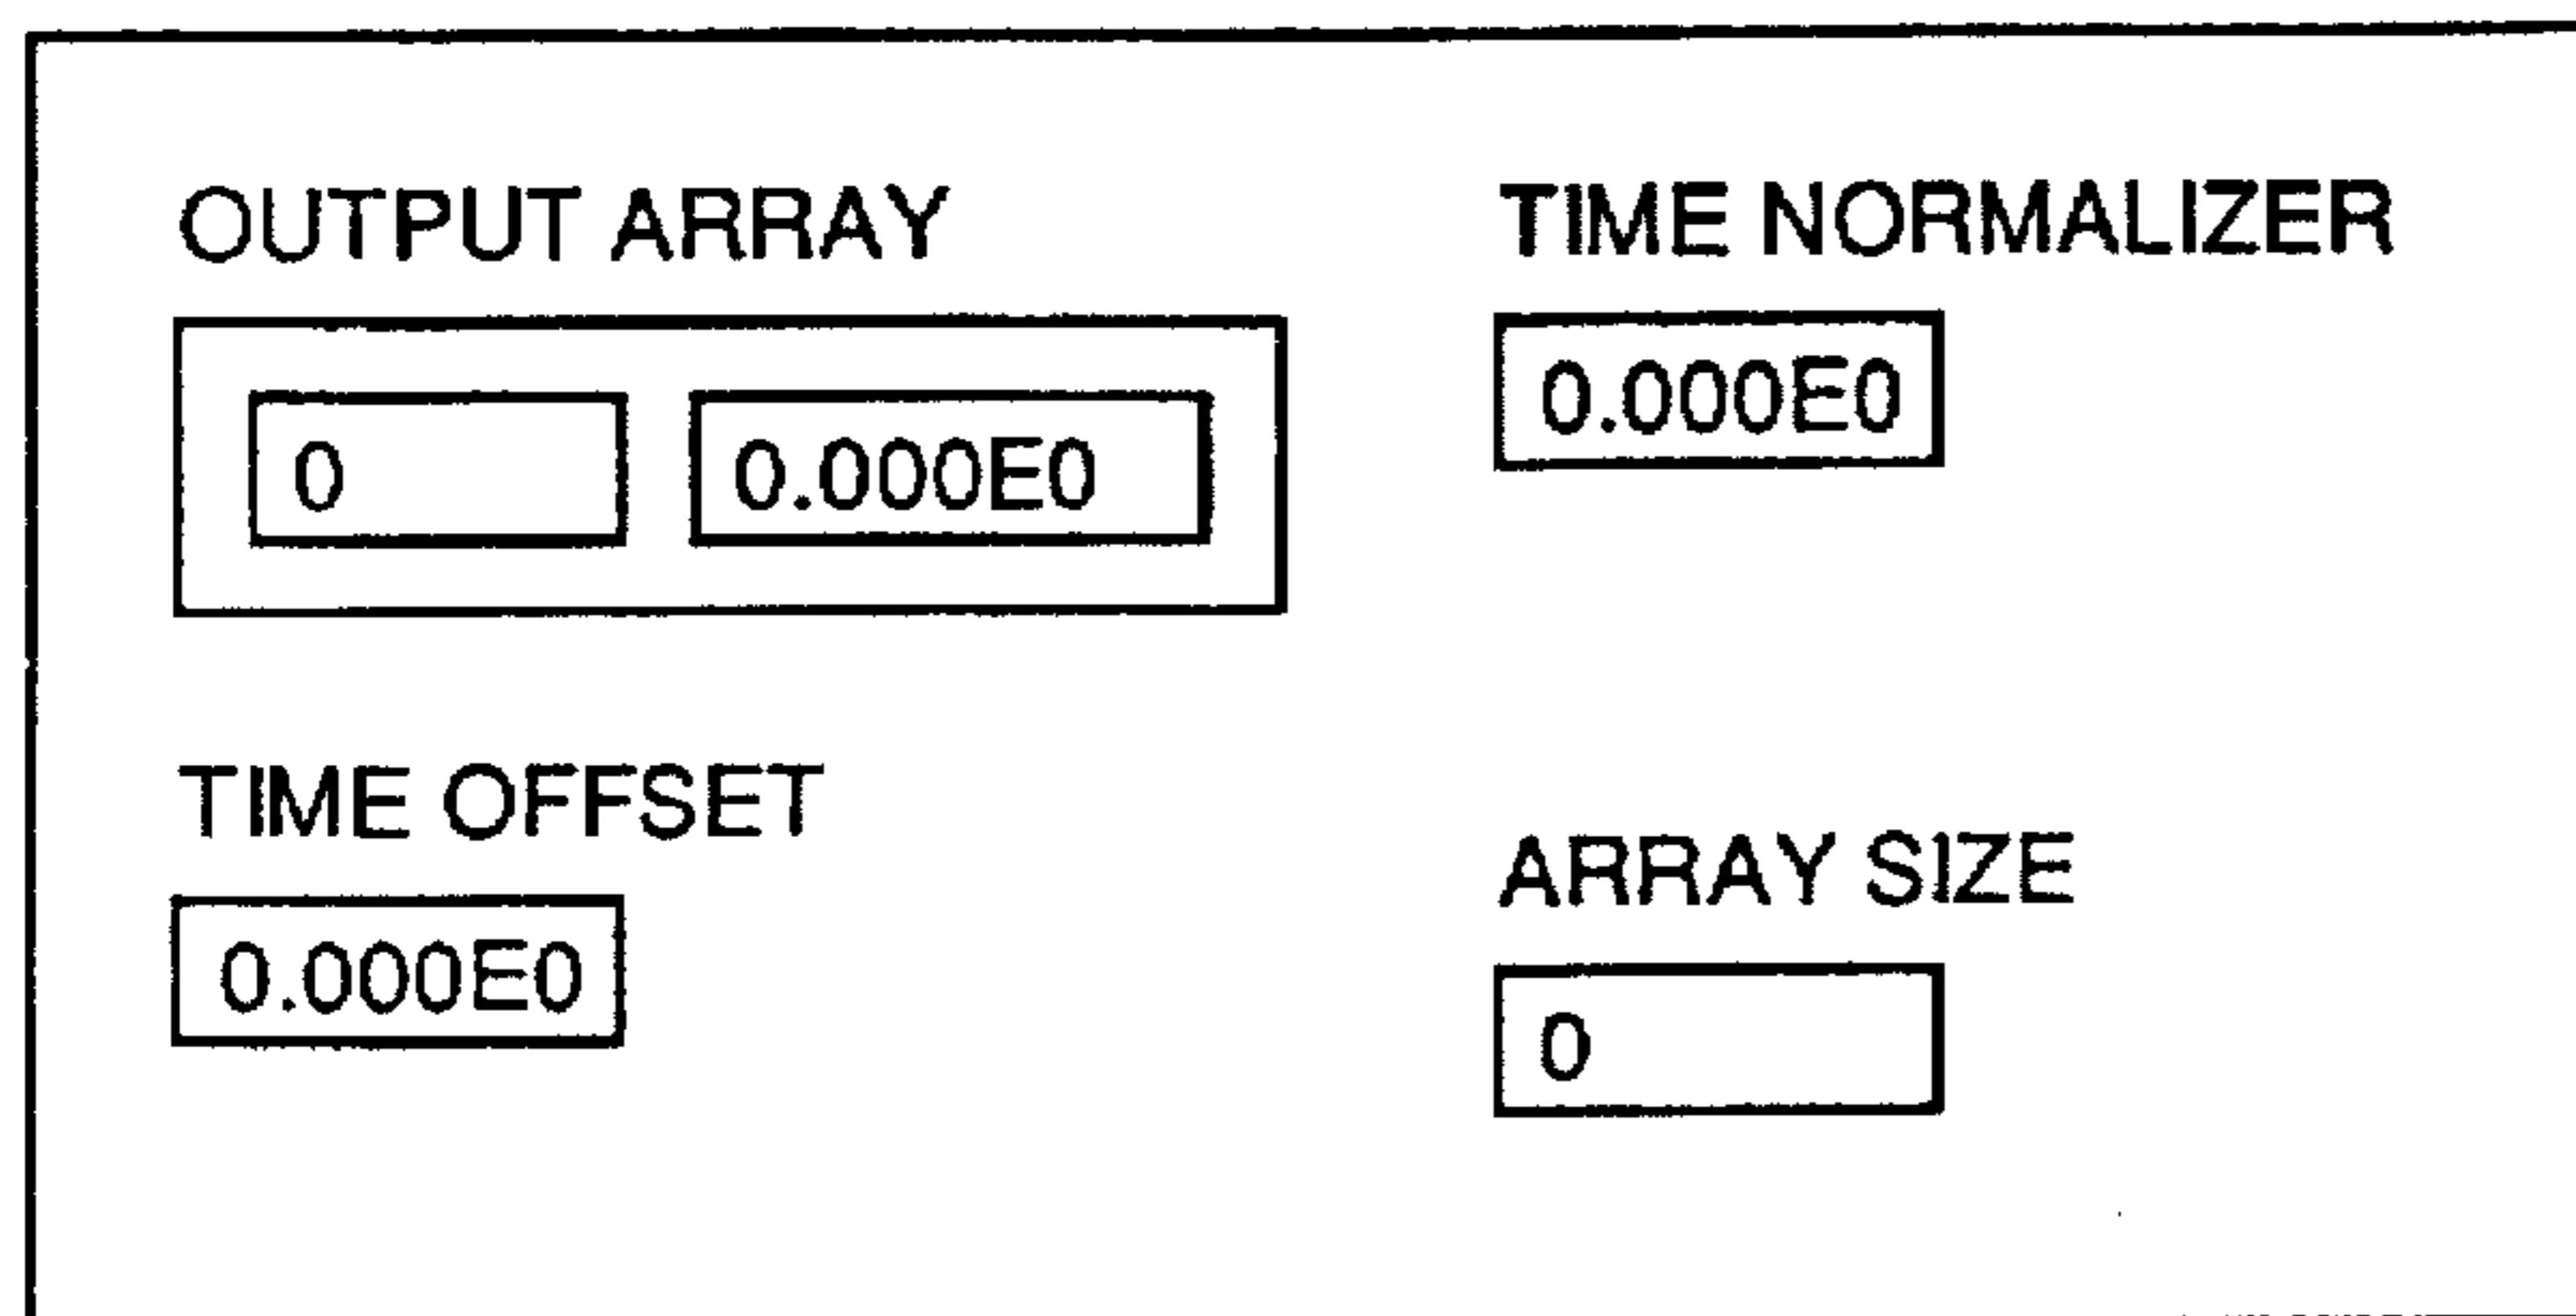 OUTPUT ARRAY
0 0.000E0
TIME NORMALIZER
0.000E0
TIME OFFSET
0.000E0
ARRAY SIZE
0